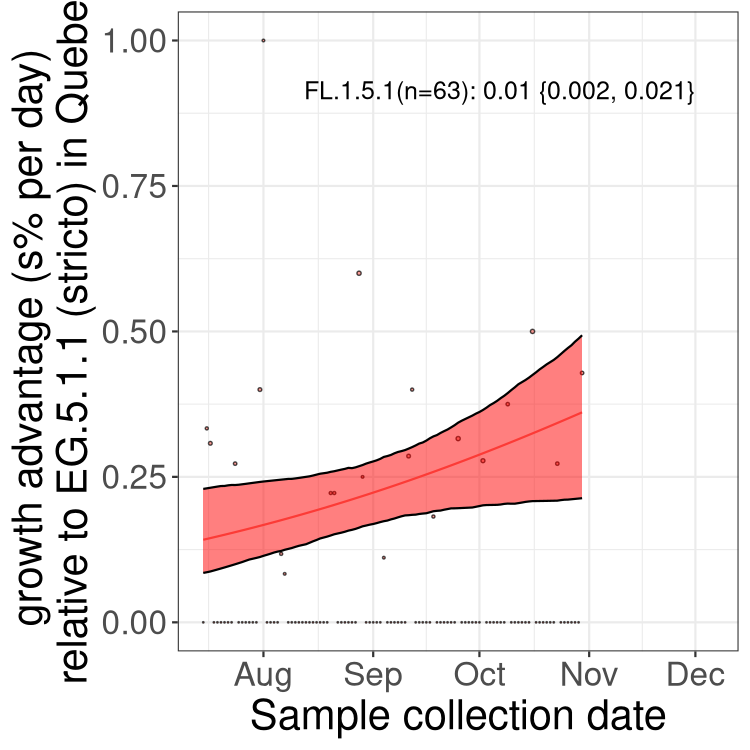 growth advantage (s% per day)
relative to EG.5.1.1 (stricto) in Quebe
1.00
0.75
0.50
0.25
0.00
FL.1.5.1(n=63): 0.01 {0.002, 0.021}
Aug Sep Oct Nov Dec
Sample collection date